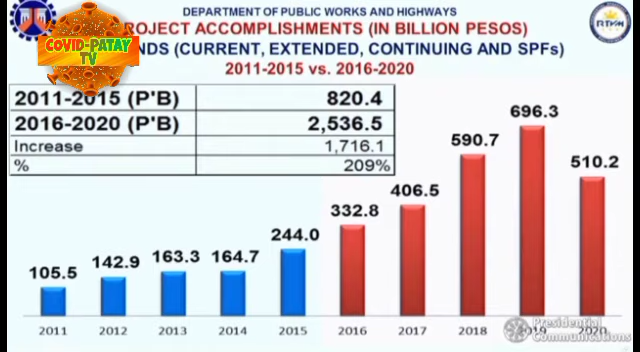 DEPARTMENT OF PUBLIC WORKS AND HIGHWAYS
ROJECT ACCOMPLISHMENTS (IN BILLION PESOS)
NDS (CURRENT, EXTENDED, CONTINUING AND SPFs)
2011-2015 vs. 2016-2020
COVID-PATAY
TV
RTVM
2011-2015 (P'B) 820.4
2016-2020 (P'B) 2,536.5
Increase 1,716.1
% 209%
105.5 142.9 163.3 164.7 244.0 332.8 406.5 590.7 696.3 510.2
2011 2012 2013 2014 2015 2016 2017 2018 2019 2020
Presidential
Communications